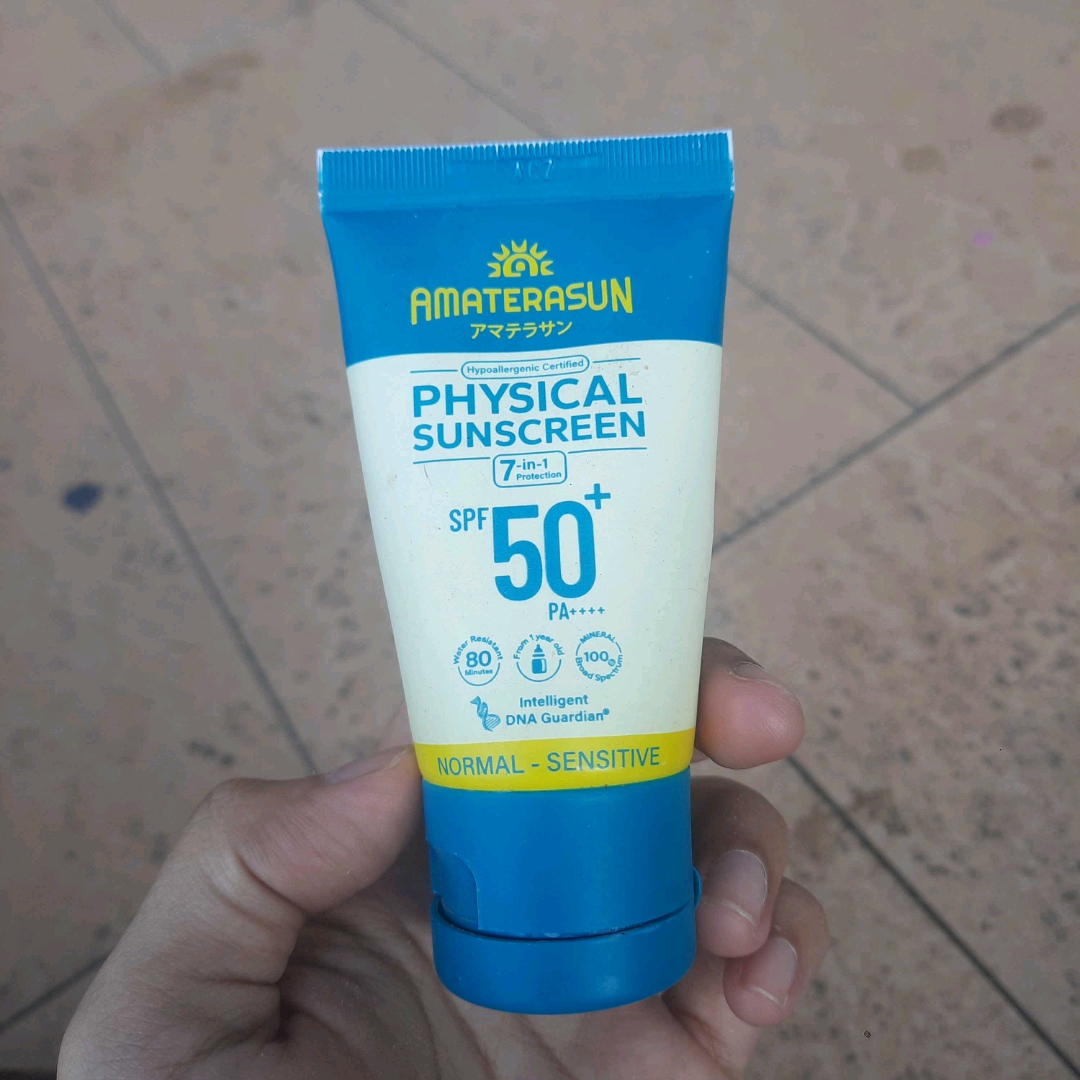 AMATERASUN
アマテラサン
Hypoallergenic Certified
PHYSICAL
SUNSCREEN
7-in-1
Protection
SPF 50+
PA++++
Water Resistant
80
Minutes
From 1 year old
MINERAL
100%
Broad Spectrum
Intelligent
DNA Guardian®
NORMAL - SENSITIVE